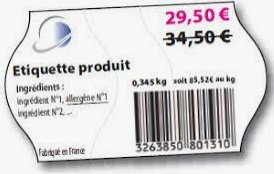 29,50 €
34,50 €
Etiquette produit
0,345 kg soit 85,52€ au kg
Ingrédients :
ingrédient N°1, allergène N°1
ingrédient N°2, ...
Fabriqué en France
3263850 801310